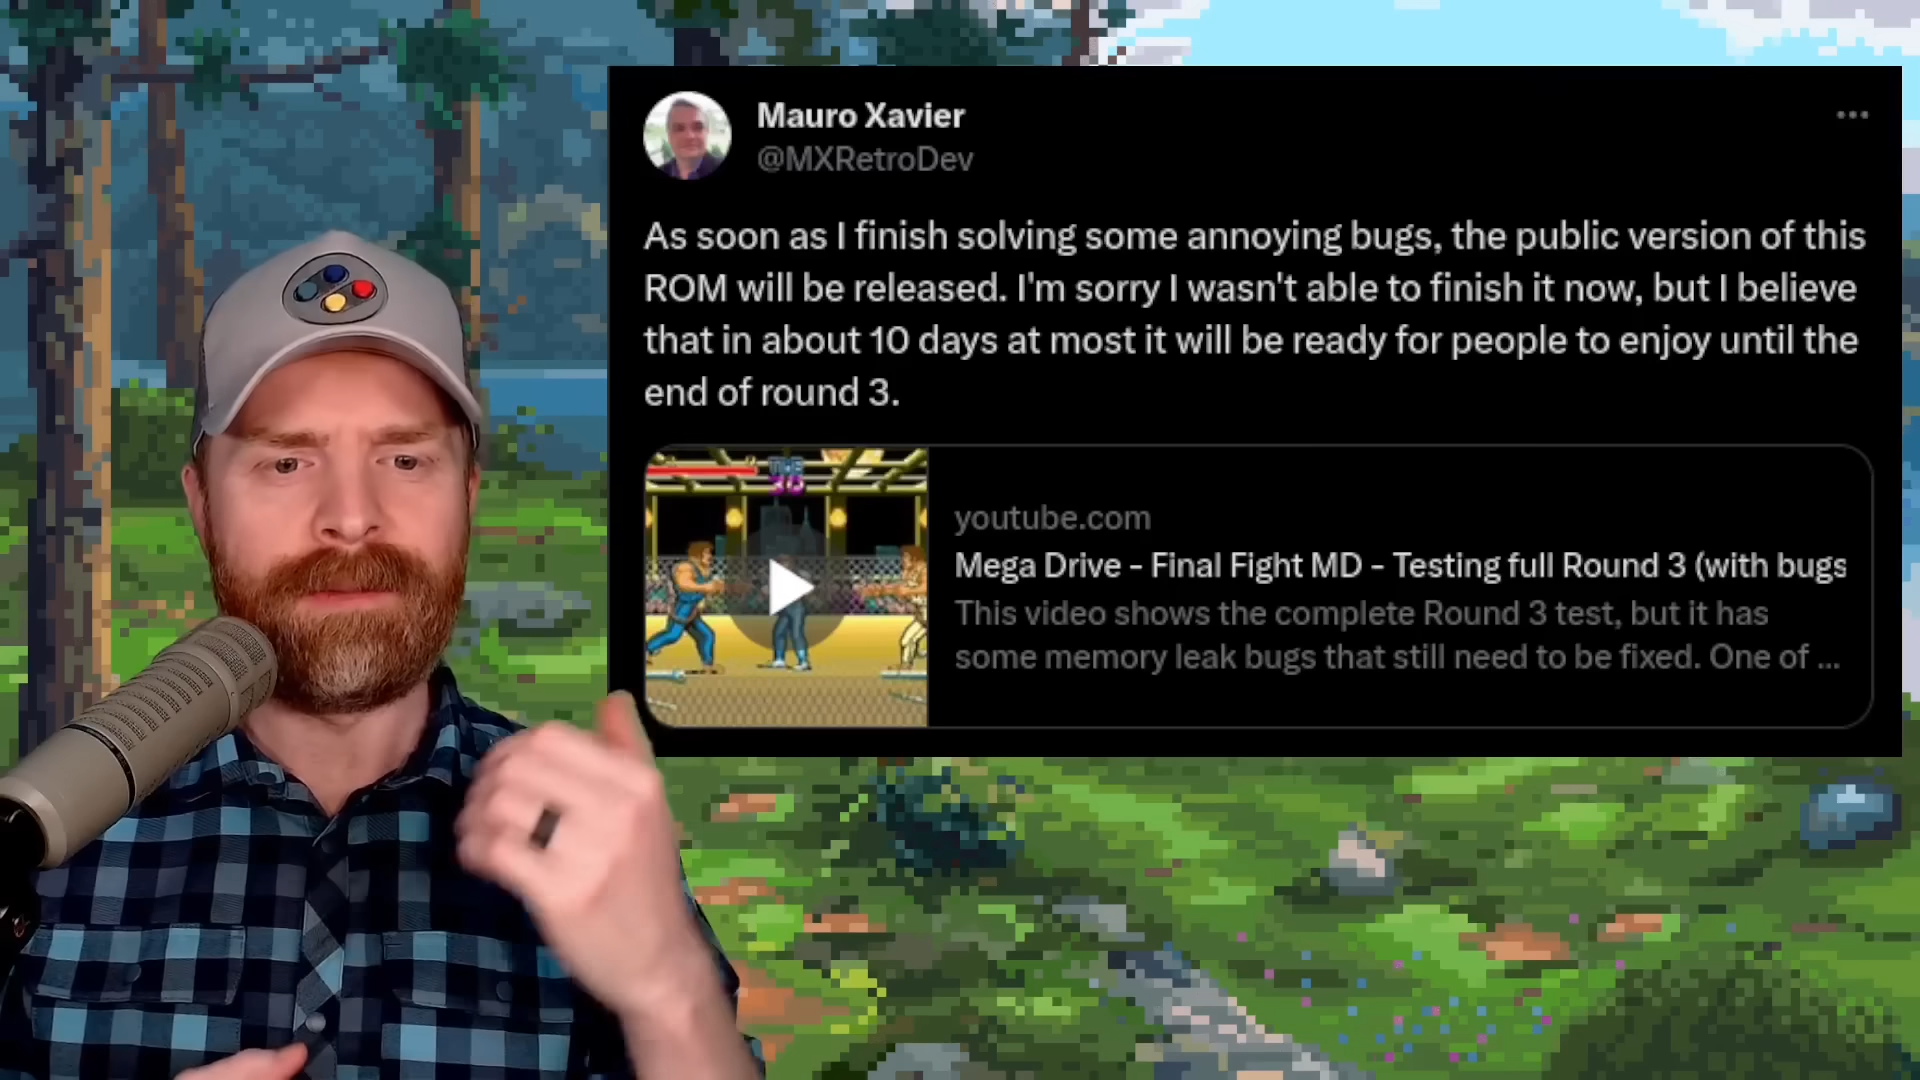 Mauro Xavier
@MXRetroDev
As soon as I finish solving some annoying bugs, the public version of this
ROM will be released. I'm sorry I wasn't able to finish it now, but I believe
that in about 10 days at most it will be ready for people to enjoy until the
end of round 3.
TIME
30
youtube.com
Mega Drive - Final Fight MD - Testing full Round 3 (with bugs
This video shows the complete Round 3 test, but it has
some memory leak bugs that still need to be fixed. One of ...